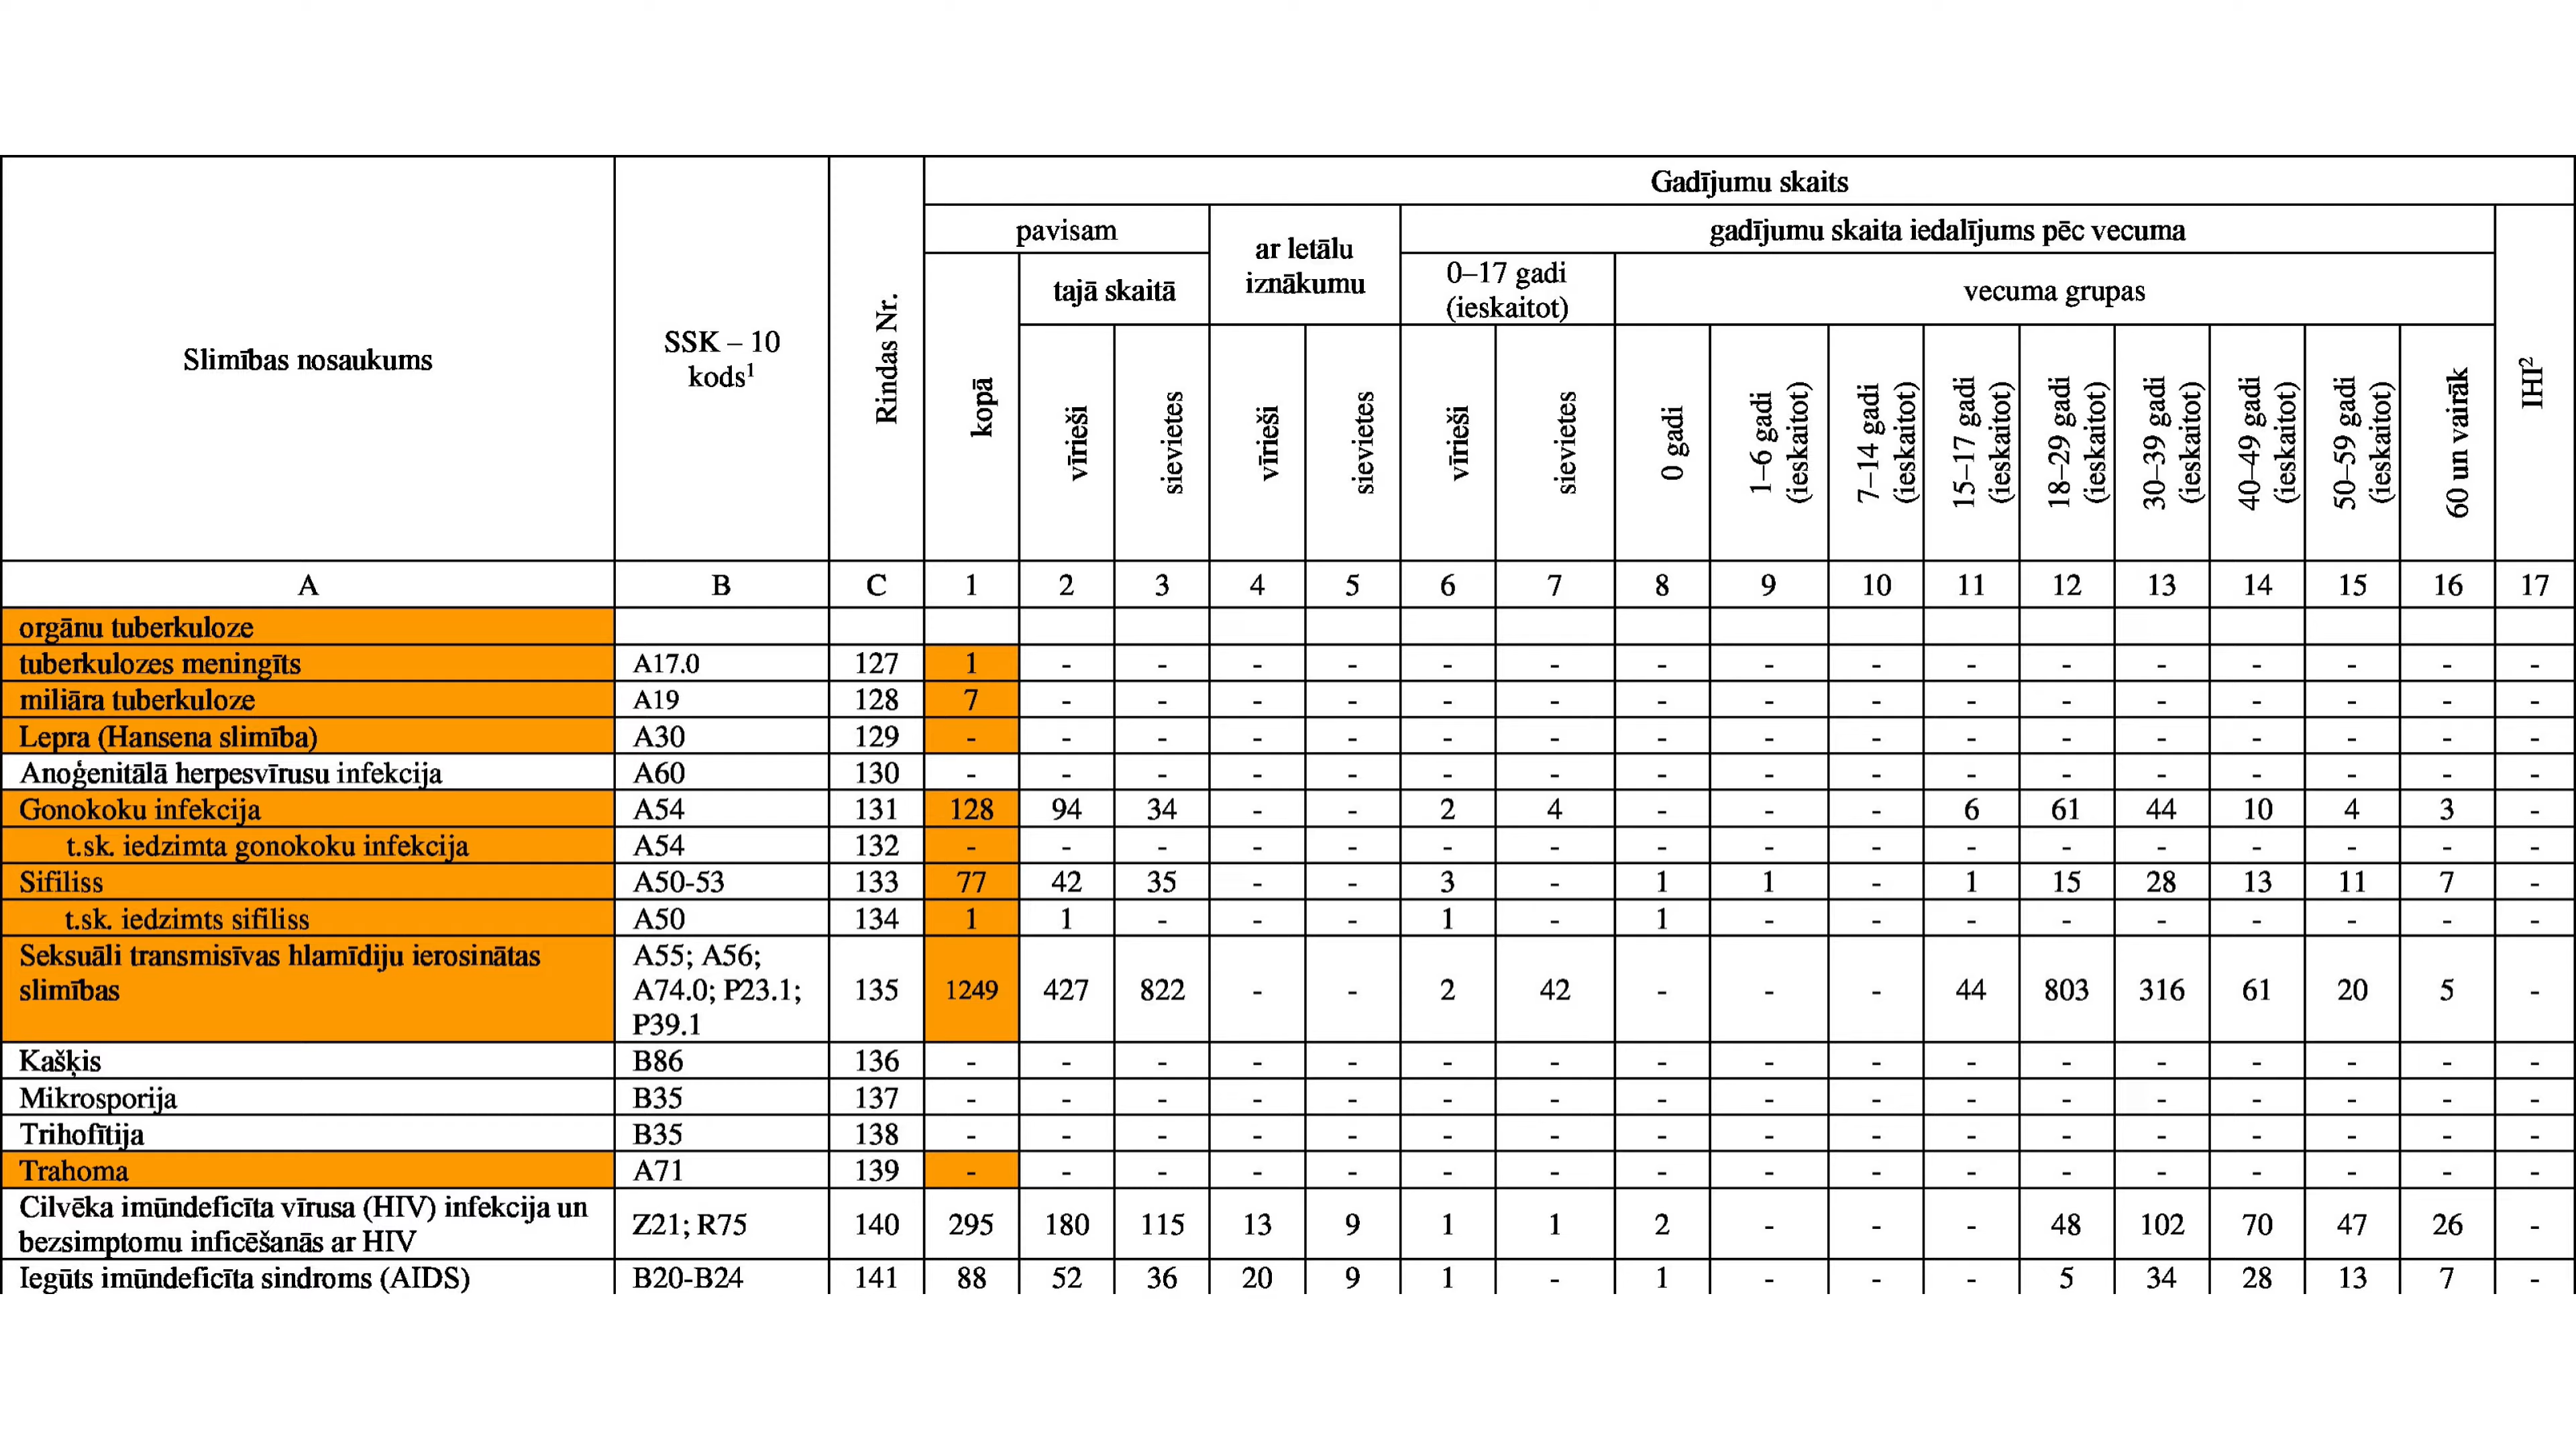 Gadījumu skaits
pavisam
ar letālu
iznākumu
gadījumu skaita iedalījums pēc vecuma
tajā skaitā
0–17 gadi
(ieskaitot)
vecuma grupas
Slimības nosaukums
SSK – 10
kods¹
Rindas Nr.
kopā
vīrieši
sievietes
vīrieši
sievietes
vīrieši
sievietes
0 gadi
1–6 gadi
(ieskaitot)
7–14 gadi
(ieskaitot)
15–17 gadi
(ieskaitot)
18–29 gadi
(ieskaitot)
30–39 gadi
(ieskaitot)
40–49 gadi
(ieskaitot)
50–59 gadi
(ieskaitot)
60 un vairāk
IHI²
A B C 1 2 3 4 5 6 7 8 9 10 11 12 13 14 15 16 17
orgānu tuberkuloze
tuberkulozes meningīts A17.0 127 1 - - - - - - - - - - - - - - - -
miliāra tuberkuloze A19 128 7 - - - - - - - - - - - - - - - -
Lepra (Hansena slimība) A30 129 - - - - - - - - - - - - - - - - -
Anoģenitālā herpesvīrusu infekcija A60 130 - - - - - - - - - - - - - - - - -
Gonokoku infekcija A54 131 128 94 34 - - 2 4 - - - 6 61 44 10 4 3 -
t.sk. iedzimta gonokoku infekcija A54 132 - - - - - - - - - - - - - - - - -
Sifiliss A50-53 133 77 42 35 - - 3 - 1 1 - 1 15 28 13 11 7 -
t.sk. iedzimts sifiliss A50 134 1 1 - - - 1 - 1 - - - - - - - - -
Seksuāli transmisīvas hlamīdiju ierosinātas
slimības
A55; A56;
A74.0; P23.1;
P39.1
135 1249 427 822 - - 2 42 - - - 44 803 316 61 20 5 -
Kašķis B86 136 - - - - - - - - - - - - - - - - -
Mikrosporija B35 137 - - - - - - - - - - - - - - - - -
Trihofītija B35 138 - - - - - - - - - - - - - - - - -
Trahoma A71 139 - - - - - - - - - - - - - - - - -
Cilvēka imūndeficīta vīrusa (HIV) infekcija un
bezsimptomu inficēšanās ar HIV
Z21; R75 140 295 180 115 13 9 1 1 2 - - - 48 102 70 47 26 -
Iegūts imūndeficīta sindroms (AIDS) B20-B24 141 88 52 36 20 9 1 - 1 - - - 5 34 28 13 7 -